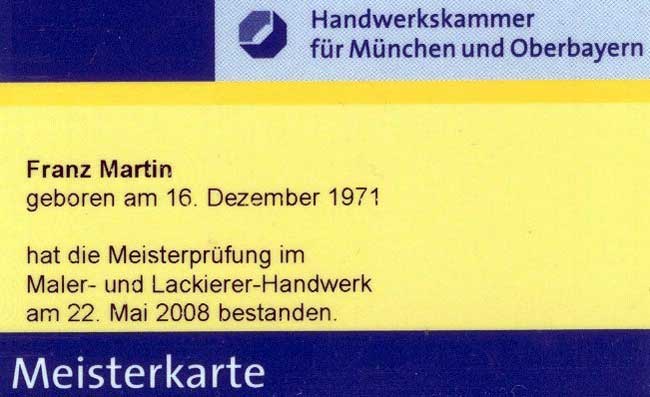 Handwerkskammer
für München und Oberbayern
Franz Martin
geboren am 16. Dezember 1971
hat die Meisterprüfung im
Maler- und Lackierer-Handwerk
am 22. Mai 2008 bestanden.
Meisterkarte